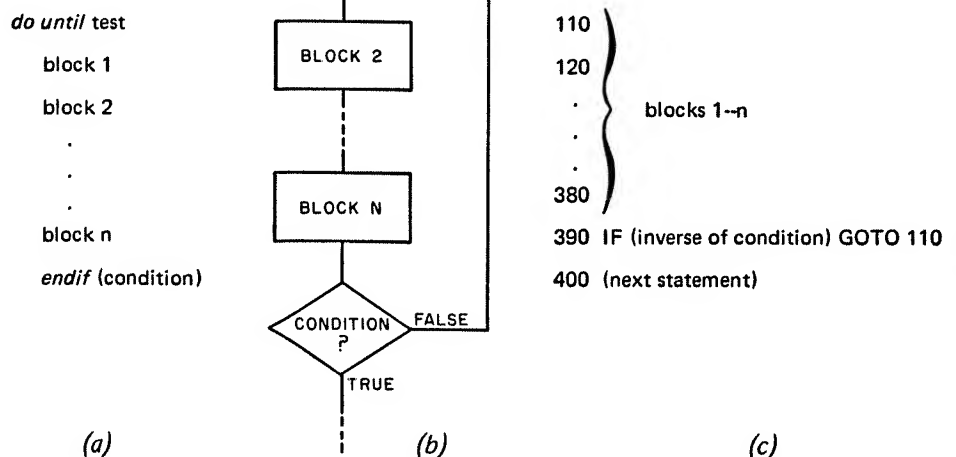 do until test
block 1
block 2
.
.
.
block n
endif (condition)
(a)
BLOCK 2
BLOCK N
CONDITION
?
FALSE
TRUE
(b)
110
120
.
.
.
380
blocks 1--n
390 IF (inverse of condition) GOTO 110
400 (next statement)
(c)